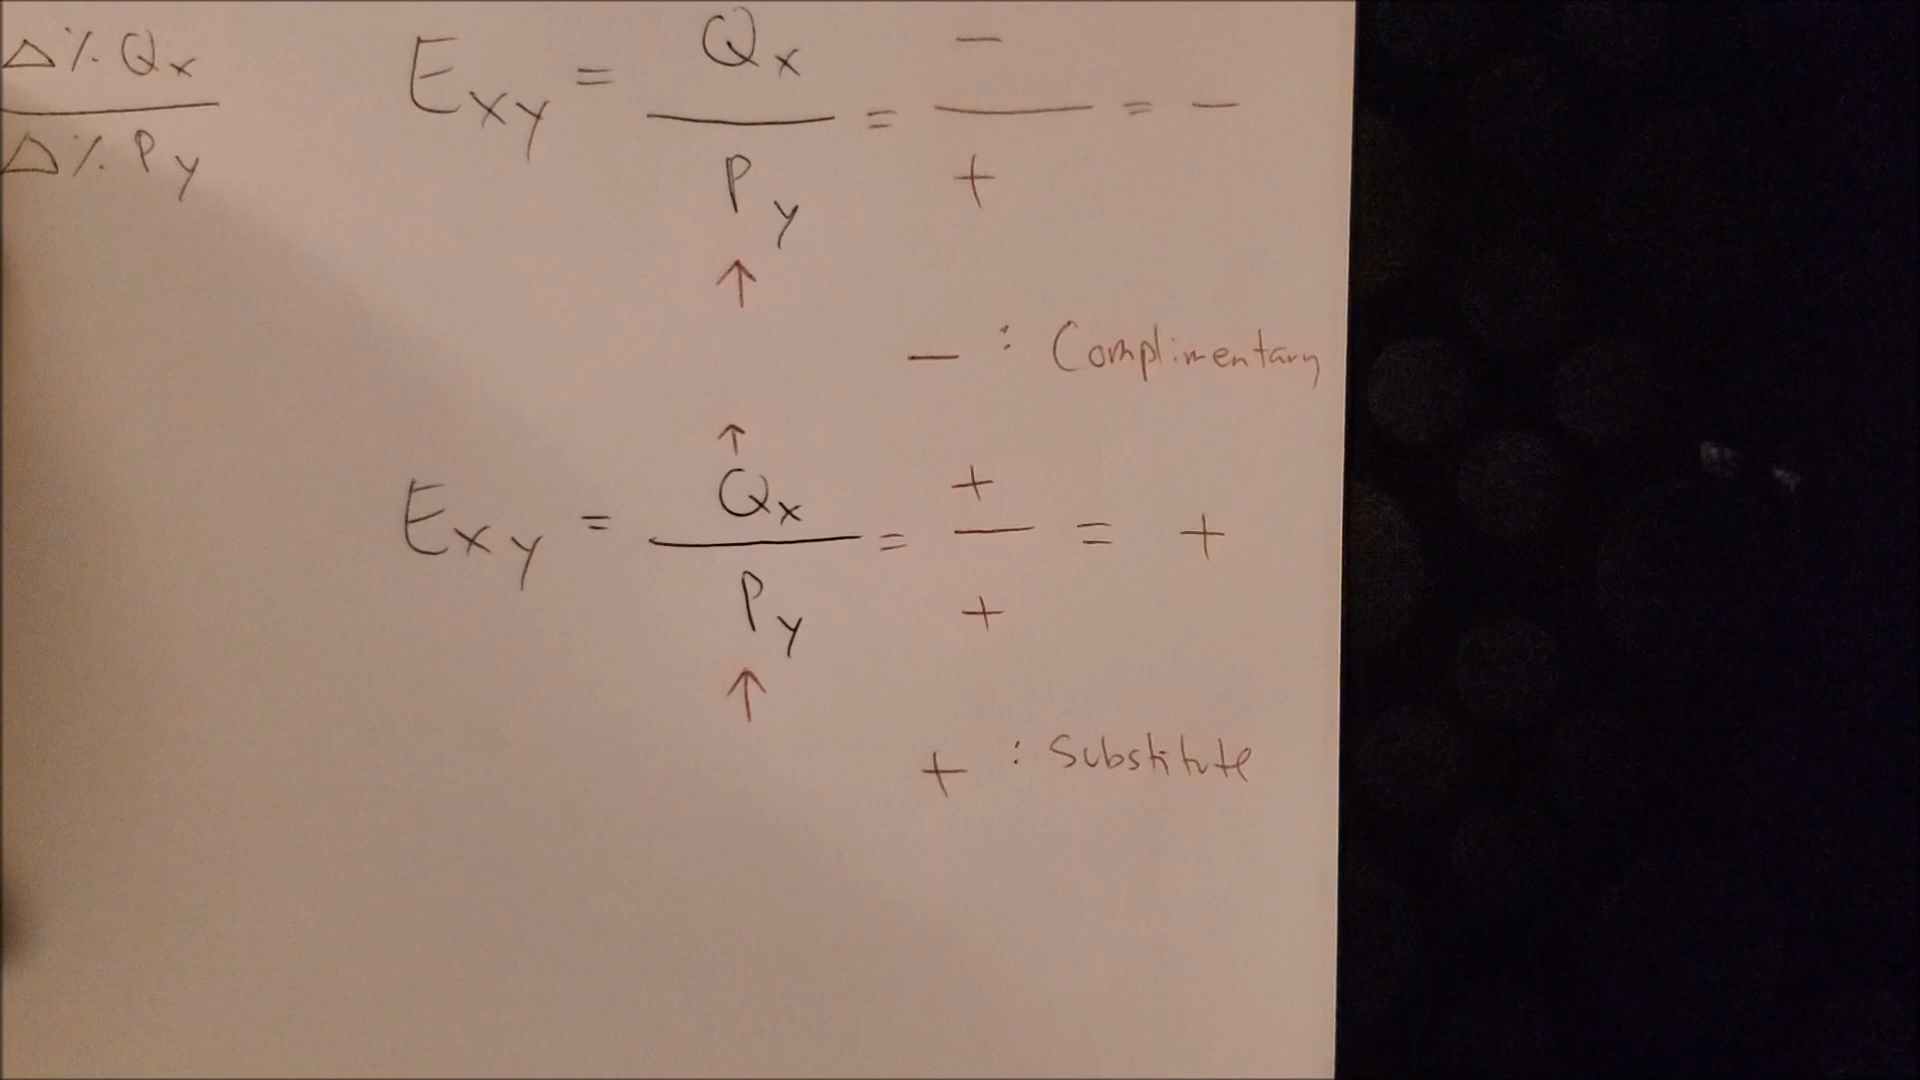 Δ% Qx
Δ% Py
Exy = Qx / Py = − / + = −
↑
− : Complimentary
↑
Exy = Qx / Py = + / + = +
↑
+ : Substitute